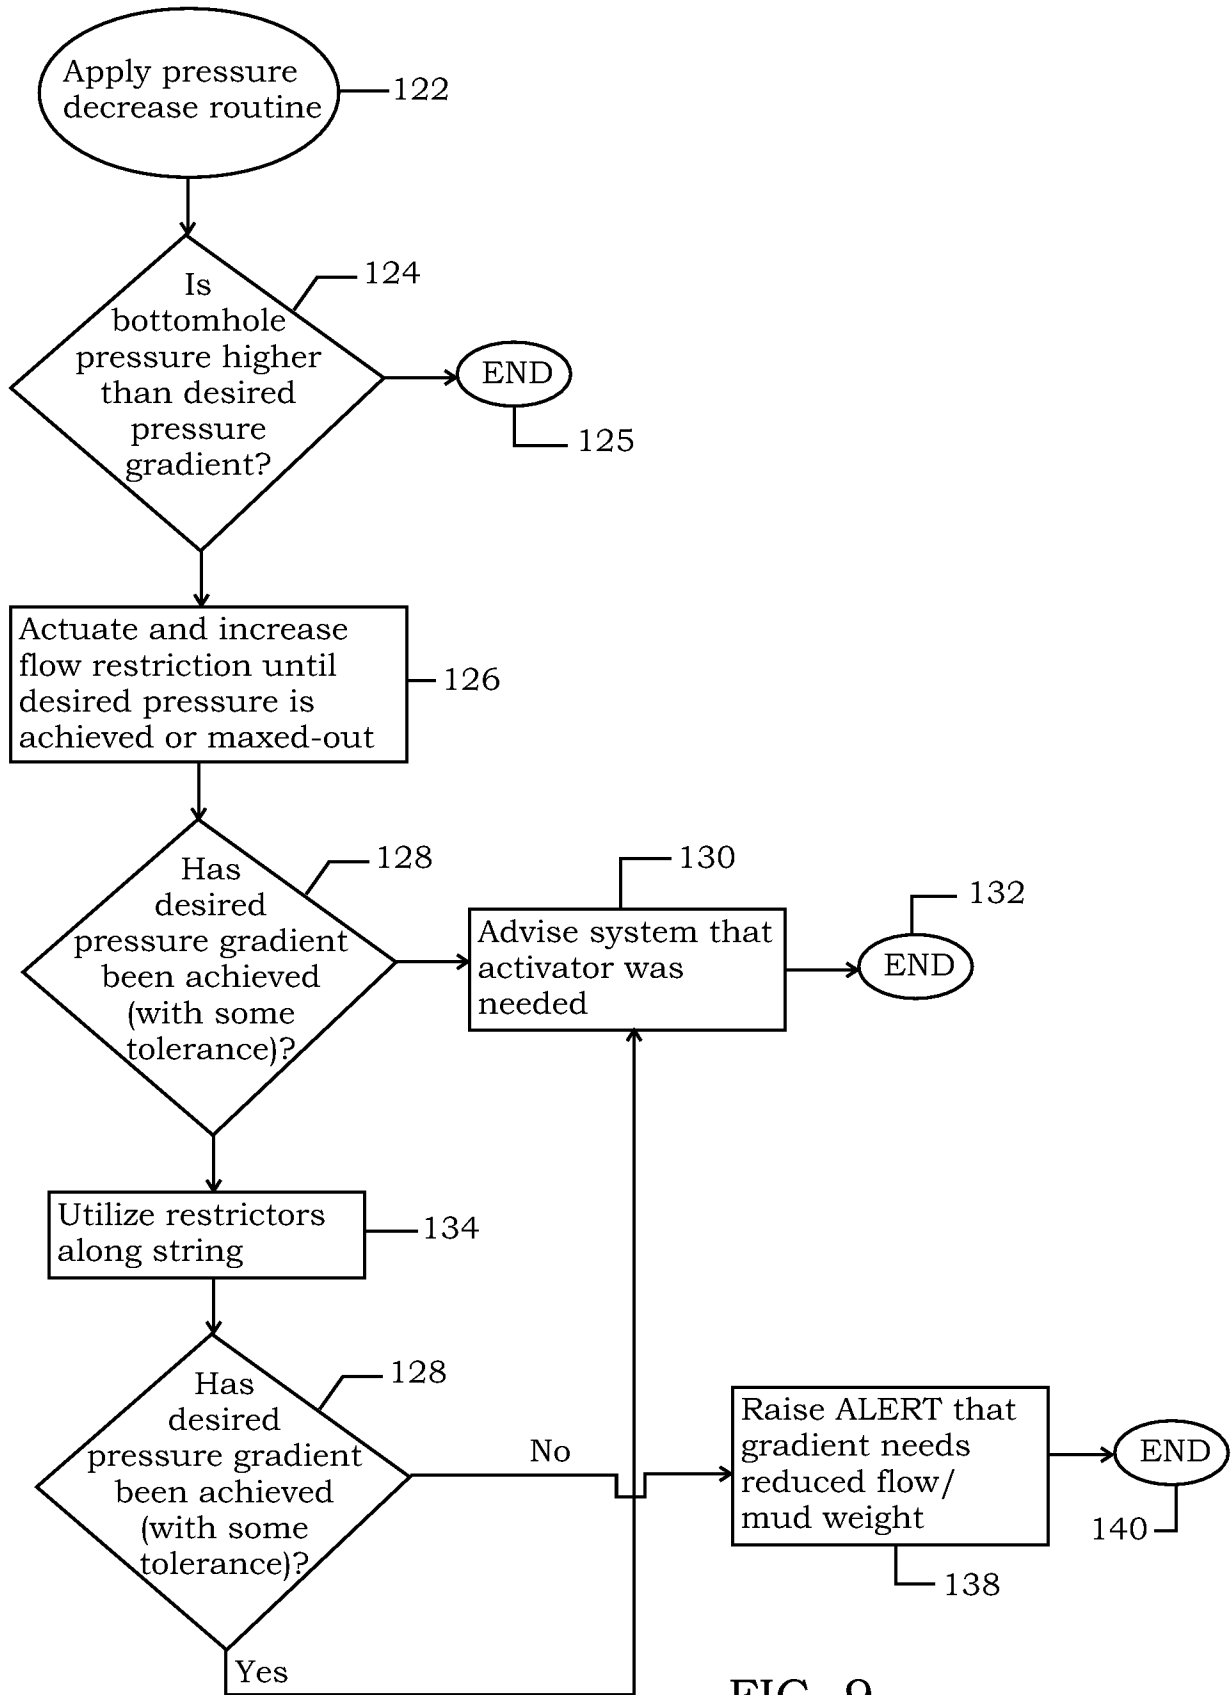 Apply pressure
decrease routine
122
Is
bottomhole
pressure higher
than desired
pressure
gradient?
124
END
125
Actuate and increase
flow restriction until
desired pressure is
achieved or maxed-out
126
Has
desired
pressure gradient
been achieved
(with some
tolerance)?
128
Advise system that
activator was
needed
130
END
132
Utilize restrictors
along string
134
Has
desired
pressure gradient
been achieved
(with some
tolerance)?
128
No
Yes
Raise ALERT that
gradient needs
reduced flow/
mud weight
138
END
140
FIG. 9